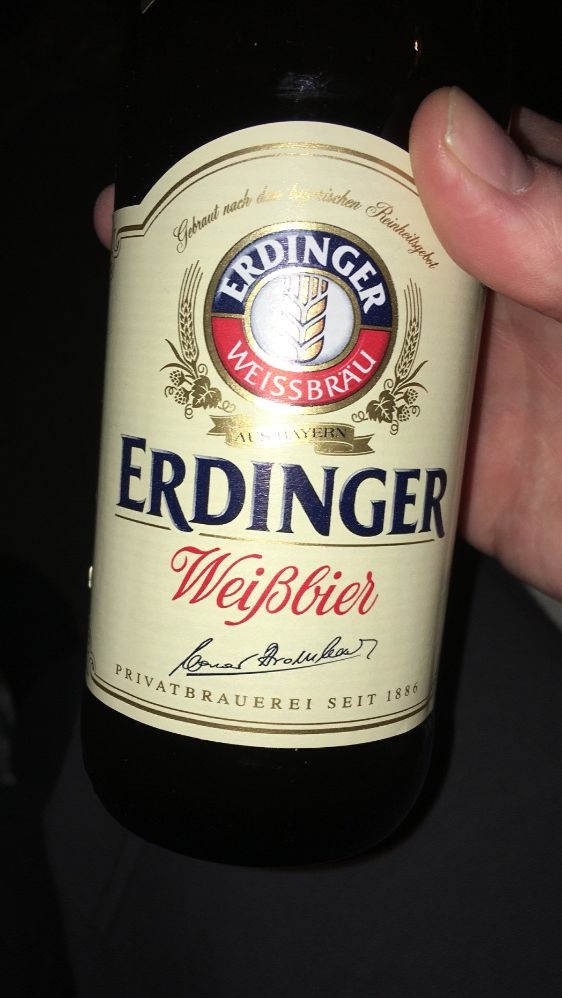 Gebraut nach dem bayerischen Reinheitsgebot
ERDINGER
WEISSBRÄU
AUS BAYERN
ERDINGER
Weißbier
PRIVATBRAUEREI SEIT 1886